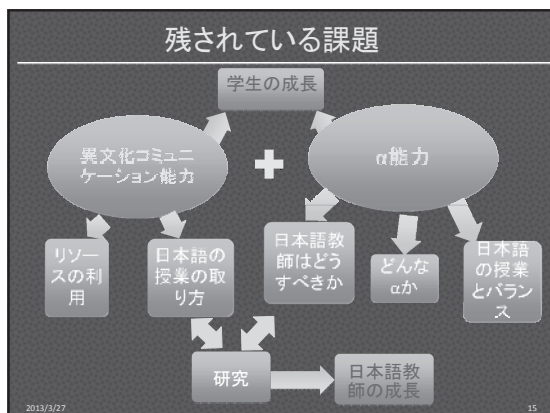 残されている課題
学生の成長
異文化コミュニ
ケーション能力
+
α能力
リソー
スの利
用
日本語の
授業の取
り方
日本語教
師はどう
すべきか
どんな
αか
日本語
の授業
とバラン
ス
研究
日本語教
師の成長
2013/3/27
15